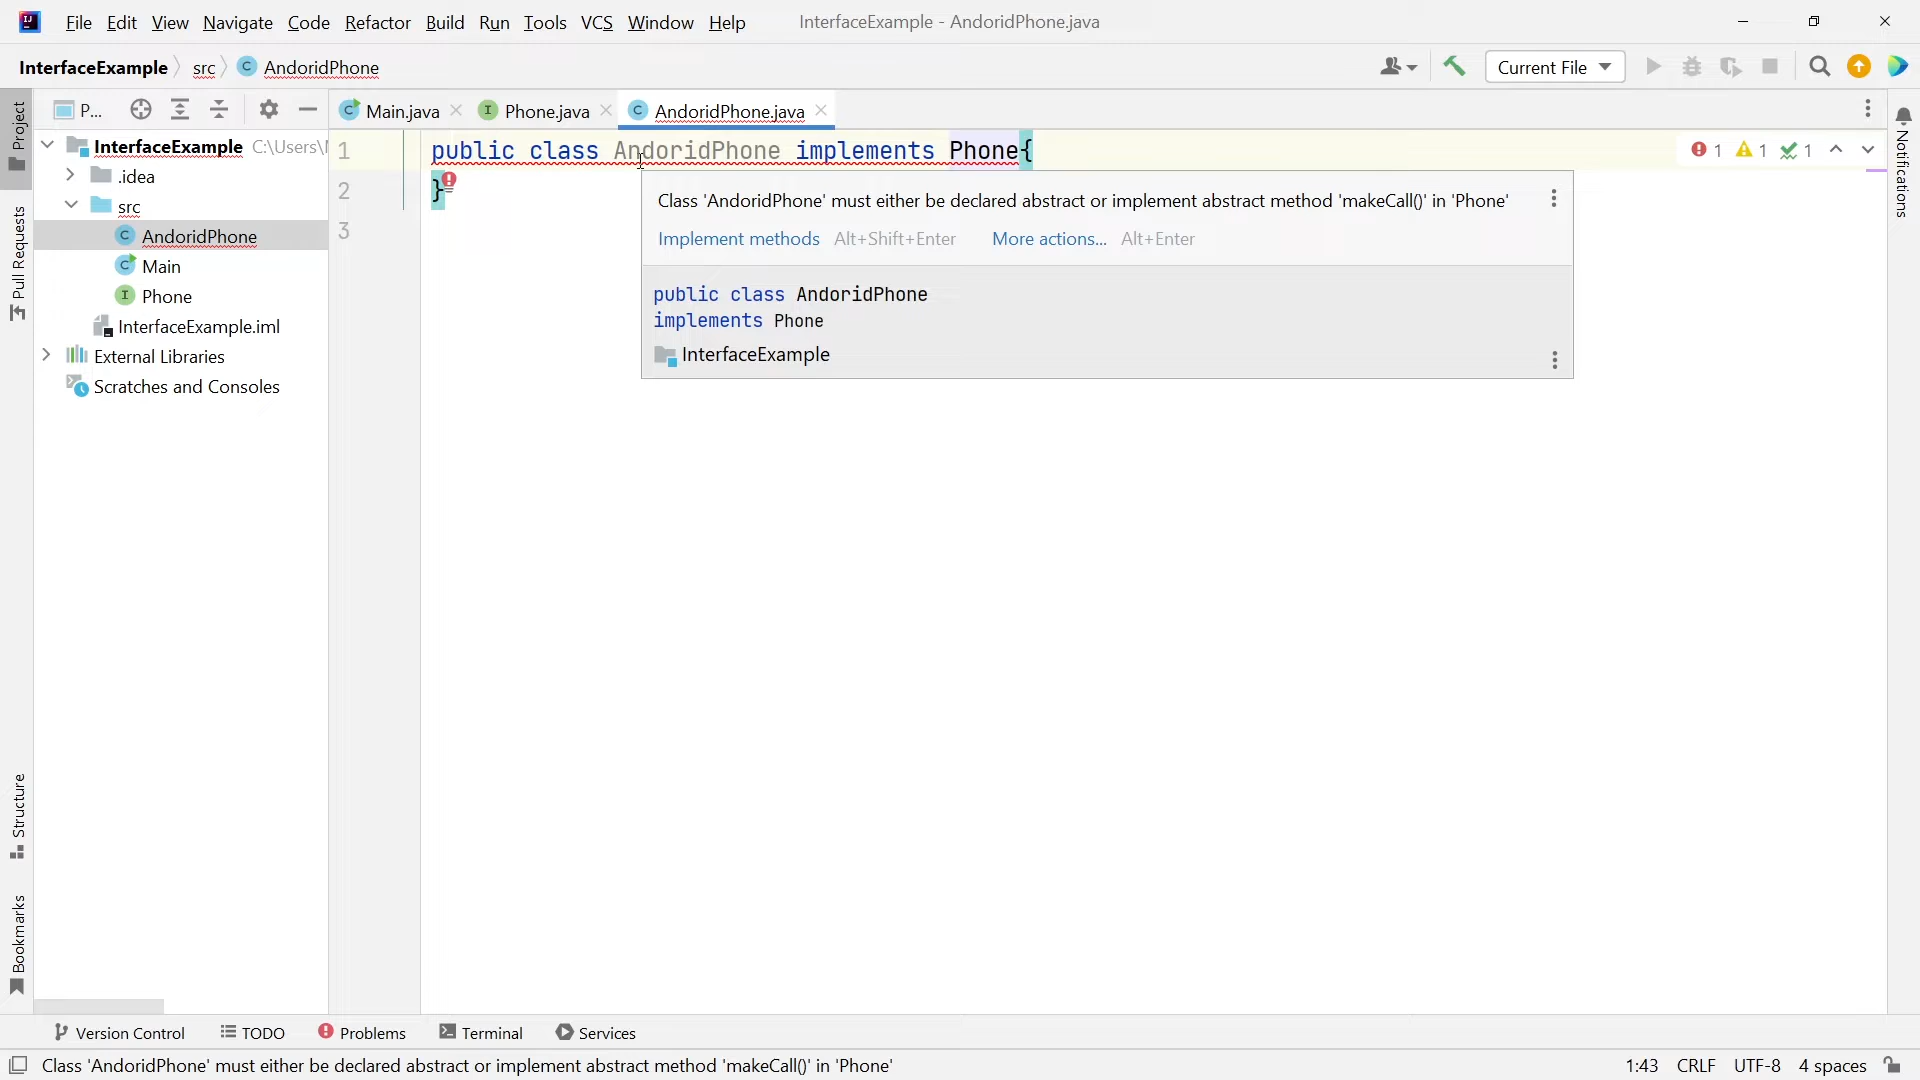 File Edit View Navigate Code Refactor Build Run Tools VCS Window Help InterfaceExample - AndoridPhone.java
InterfaceExample src AndoridPhone Current File
P... Main.java Phone.java AndoridPhone.java
Project
Pull Requests
Structure
Bookmarks
InterfaceExample C:\Users\
.idea
src
AndoridPhone
Main
Phone
InterfaceExample.iml
External Libraries
Scratches and Consoles
1 public class AndoridPhone implements Phone{
2 }
3
1 1 1
Class 'AndoridPhone' must either be declared abstract or implement abstract method 'makeCall()' in 'Phone'
Implement methods Alt+Shift+Enter More actions... Alt+Enter
public class AndoridPhone
implements Phone
InterfaceExample
Notifications
Version Control TODO Problems Terminal Services
Class 'AndoridPhone' must either be declared abstract or implement abstract method 'makeCall()' in 'Phone' 1:43 CRLF UTF-8 4 spaces